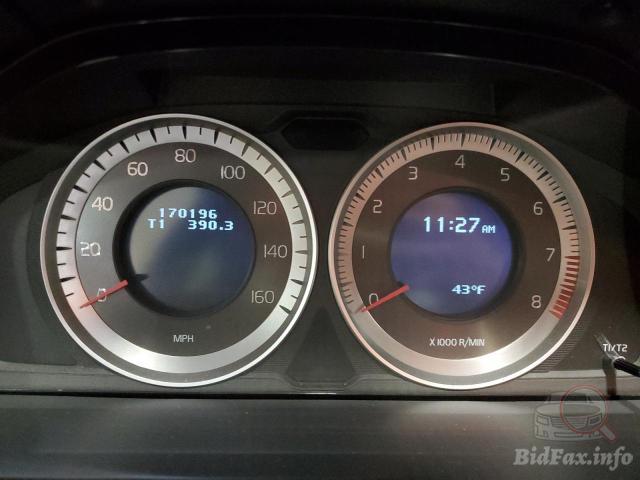 0 20 40 60 80 100 120 140 160
170196
T1 390.3
MPH
0 1 2 3 4 5 6 7 8
11:27 AM
43°F
X 1000 R/MIN
T1/T2
BidFax.info